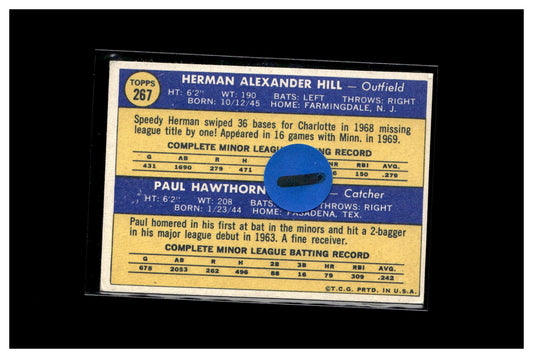 TOPPS
267
HERMAN ALEXANDER HILL — Outfield
HT: 6'2" WT: 190 BATS: LEFT THROWS: RIGHT
BORN: 10/12/45 HOME: FARMINGDALE, N. J.
Speedy Herman swiped 36 bases for Charlotte in 1968 missing
league title by one! Appeared in 16 games with Minn. in 1969.
COMPLETE MINOR LEAGUE BATTING RECORD
G AB R H HR RBI AVG.
431 1690 279 471 150 .279
PAUL HAWTHORN — Catcher
HT: 6'2" WT: 208 BATS: THROWS: RIGHT
BORN: 1/23/44 HOME: PASADENA, TEX.
Paul homered in his first at bat in the minors and hit a 2-bagger
in his major league debut in 1963. A fine receiver.
COMPLETE MINOR LEAGUE BATTING RECORD
G AB R H 2B 3B HR RBI AVG.
678 2053 262 496 88 16 79 309 .242
©T.C.G. PRTD. IN U.S.A.